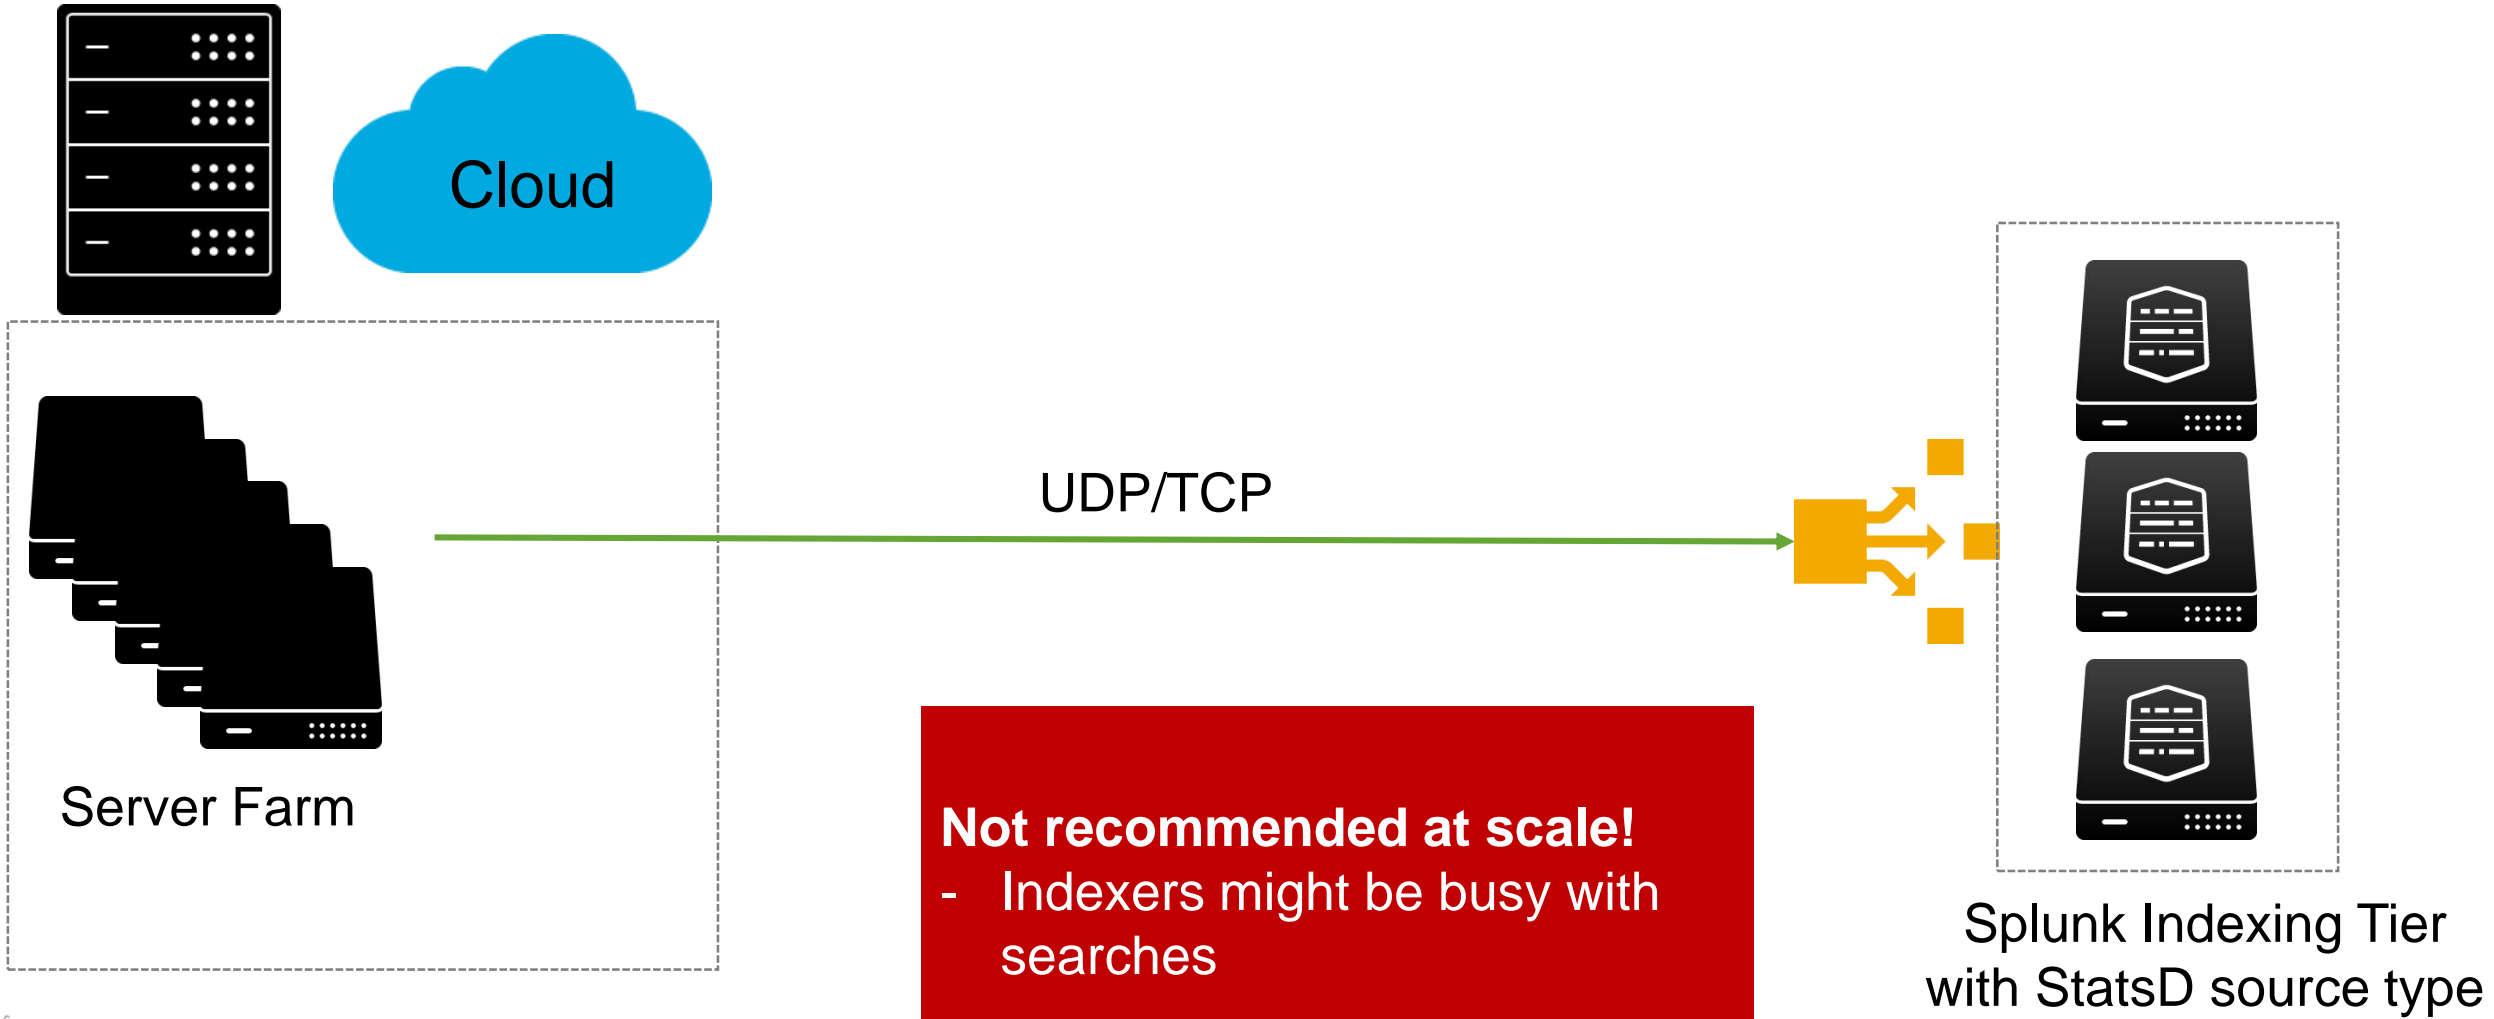 Cloud
UDP/TCP
Server Farm
Not recommended at scale!
- Indexers might be busy with
searches
Splunk Indexing Tier
with StatsD source type